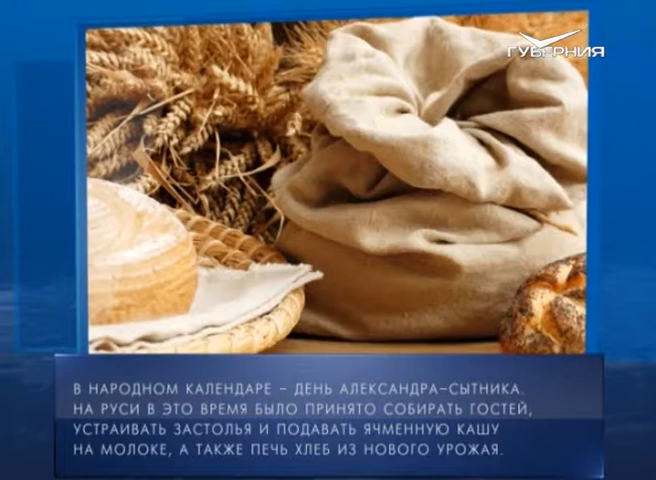 ГУБЕРНИЯ
В НАРОДНОМ КАЛЕНДАРЕ – ДЕНЬ АЛЕКСАНДРА-СЫТНИКА.
НА РУСИ В ЭТО ВРЕМЯ БЫЛО ПРИНЯТО СОБИРАТЬ ГОСТЕЙ,
УСТРАИВАТЬ ЗАСТОЛЬЯ И ПОДАВАТЬ ЯЧМЕННУЮ КАШУ
НА МОЛОКЕ, А ТАКЖЕ ПЕЧЬ ХЛЕБ ИЗ НОВОГО УРОЖАЯ.